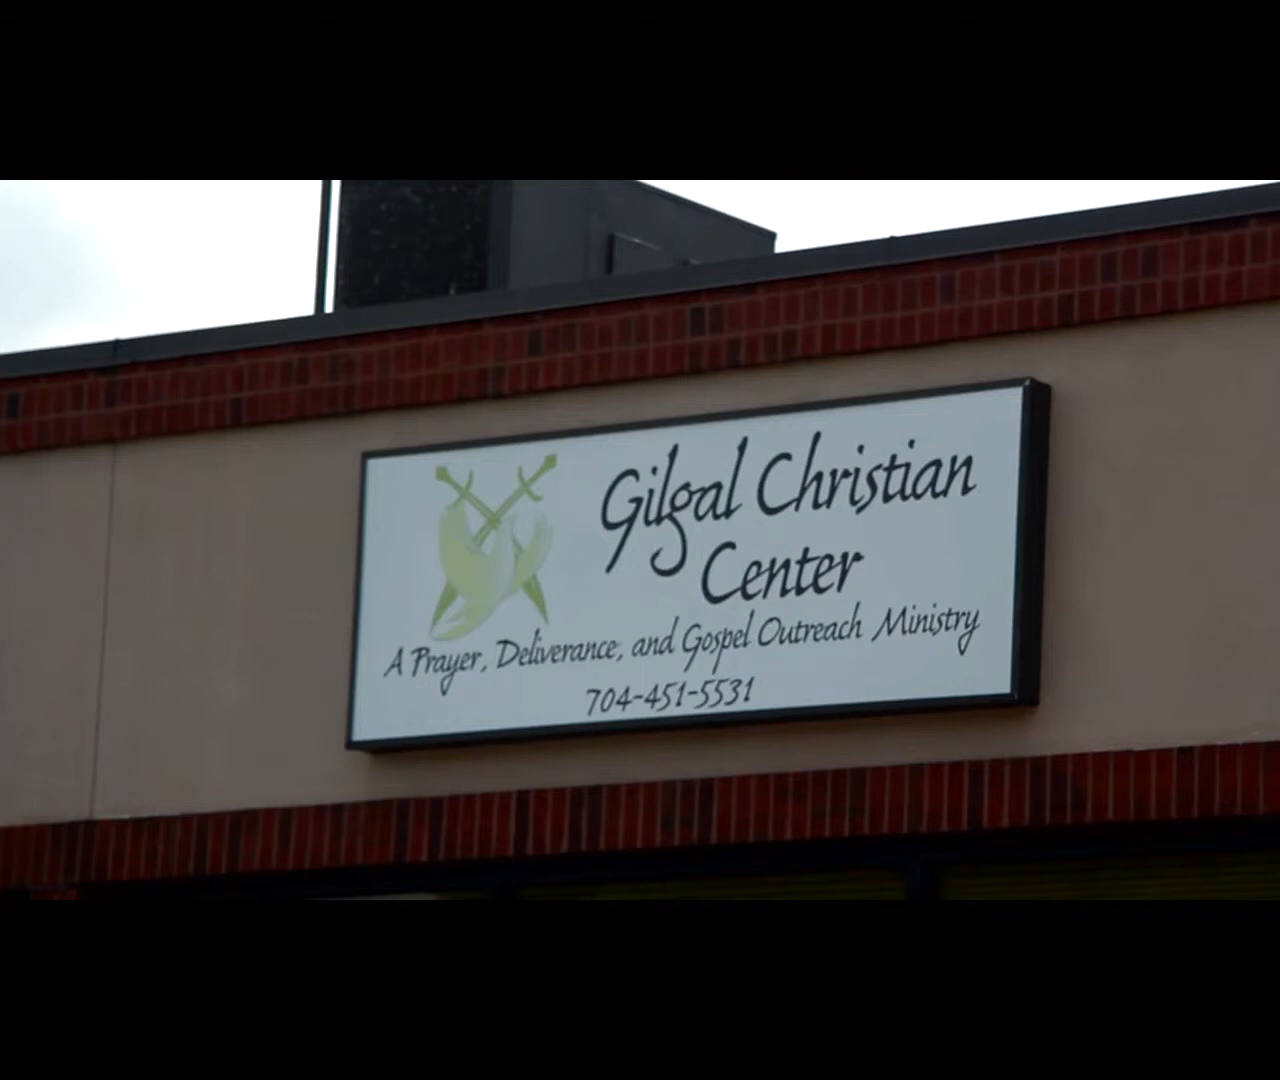 Gilgal Christian
Center
A Prayer, Deliverance, and Gospel Outreach Ministry
704-451-5531